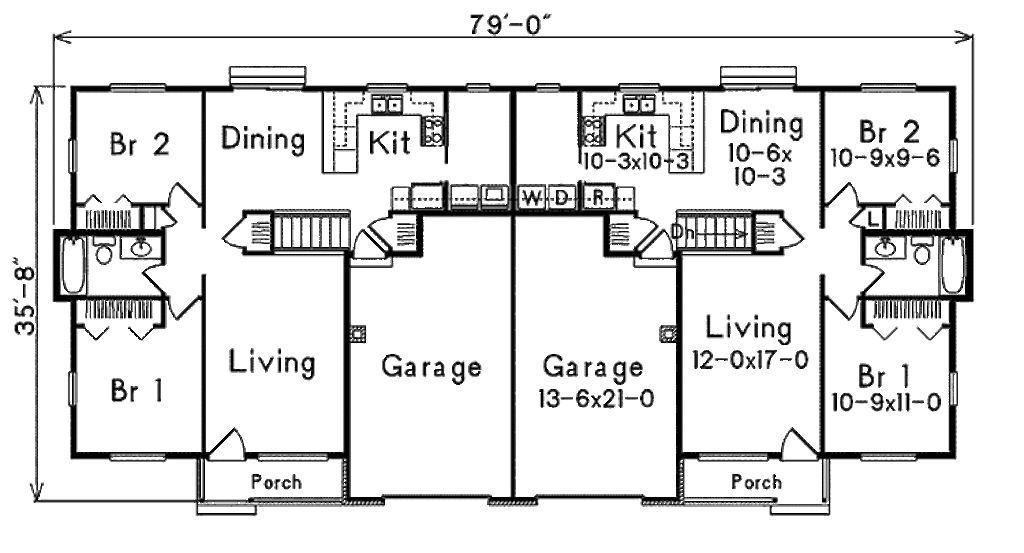 79'-0"
Br 2
Dining
Kit
Kit
10-3x10-3
Dining
10-6x
10-3
Br 2
10-9x9-6
W D R
Dn
L
35'-8"
Living
Garage
Garage
13-6x21-0
Living
12-0x17-0
Br 1
Br 1
10-9x11-0
Porch
Porch